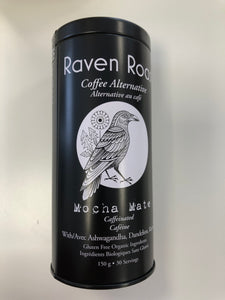 Raven Roast
Coffee Alternative
Alternative au café
Mocha Mate
Caffeinated
Caféine
With/Avec Ashwagandha, Dandelion,
Gluten Free Organic Ingredients
Ingrédients Biologiques Sans Gluten
150 g • 30 Servings